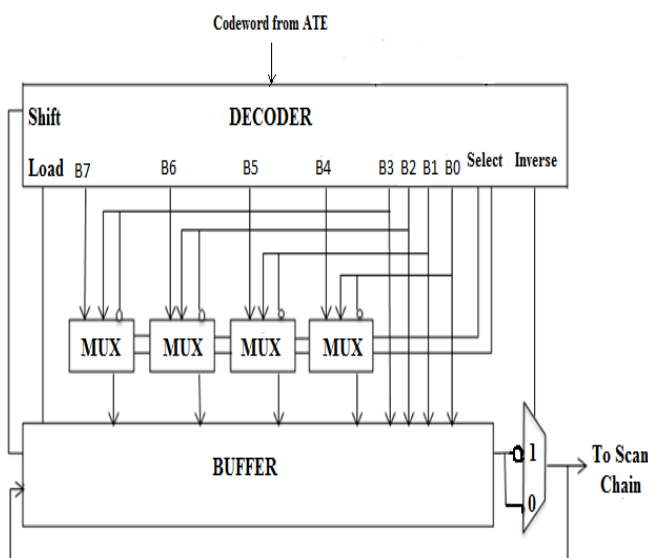 Codeword from ATE
Shift
DECODER
Load B7 B6 B5 B4 B3 B2 B1 B0 Select Inverse
MUX MUX MUX MUX
BUFFER
1
0
To Scan
Chain